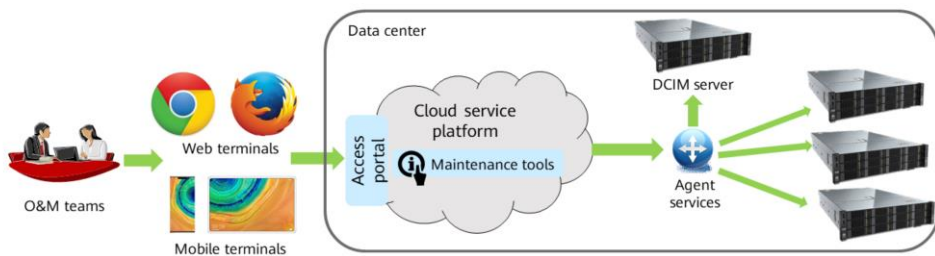 Data center
O&M teams
Web terminals
Mobile terminals
Access
portal
Cloud service
platform
Maintenance tools
DCIM server
Agent
services